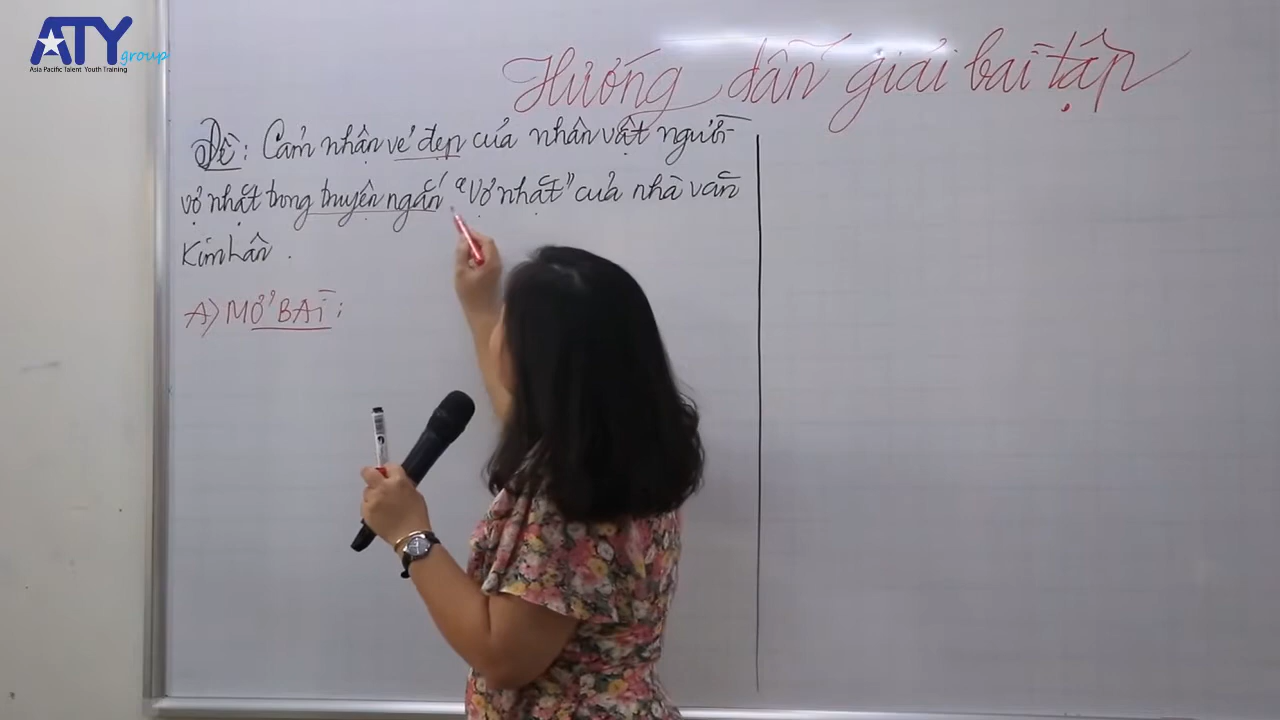 ATY group
Asia Pacific Talent Youth Training
Hướng dẫn giải bài tập
Đề: Cảm nhận vẻ đẹp của nhân vật người
vợ nhặt trong truyện ngắn "Vợ nhặt" của nhà văn
Kim Lân.
A) MỞ BÀI: